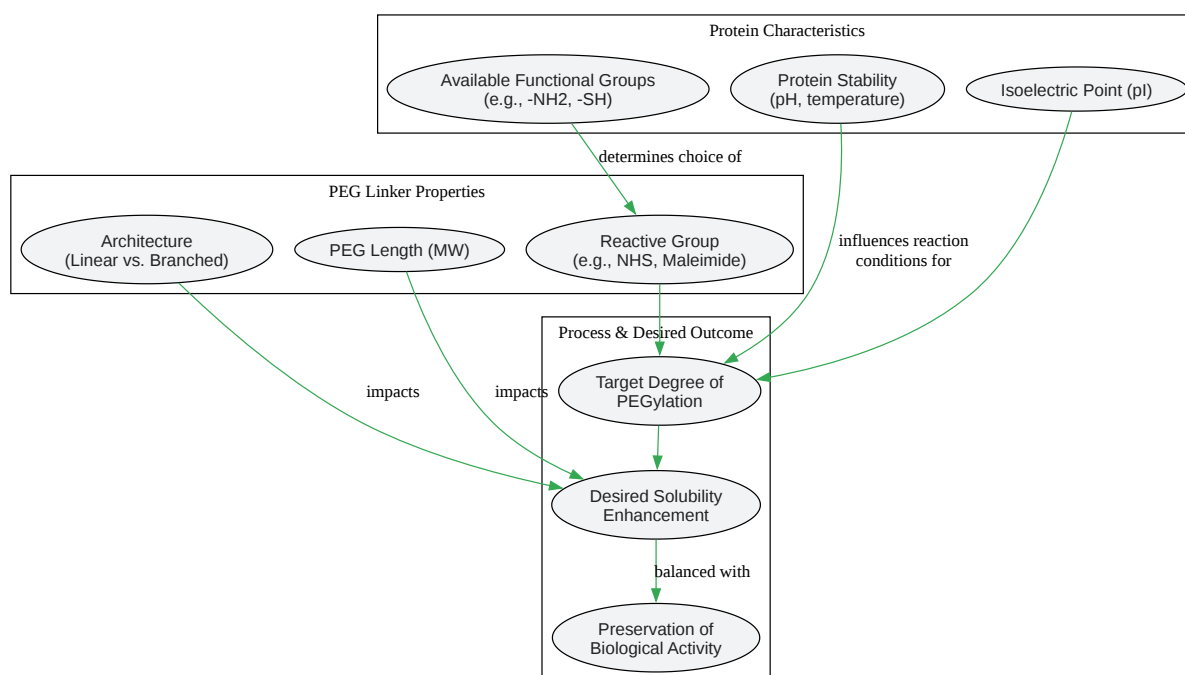 Protein Characteristics
Available Functional Groups
(e.g., -NH2, -SH)
Protein Stability
(pH, temperature)
Isoelectric Point (pI)
determines choice of
PEG Linker Properties
Architecture
(Linear vs. Branched)
PEG Length (MW)
Reactive Group
(e.g., NHS, Maleimide)
influences reaction
conditions for
Process & Desired Outcome
Target Degree of
PEGylation
impacts
impacts
Desired Solubility
Enhancement
balanced with
Preservation of
Biological Activity